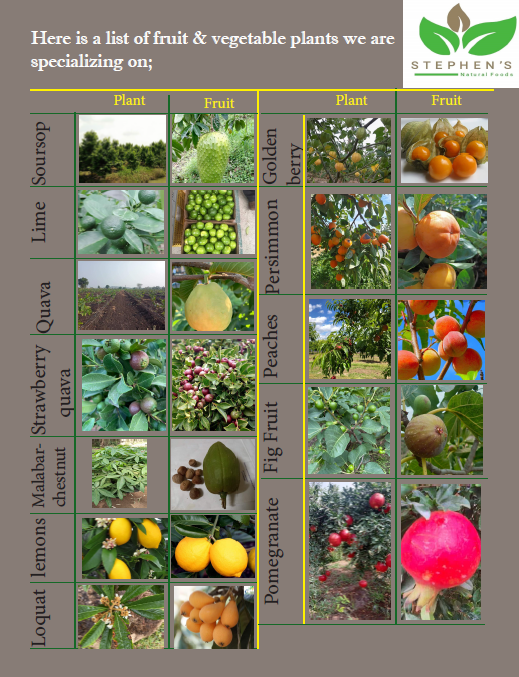 Here is a list of fruit & vegetable plants we are
specializing on;
STEPHEN'S
Natural Foods
Plant
Fruit
Soursop
Lime
Quava
Strawberry
quava
Malabar-
chestnut
lemons
Loquat
Plant
Fruit
Golden
berry
Persimmon
Peaches
Fig Fruit
Pomegranate